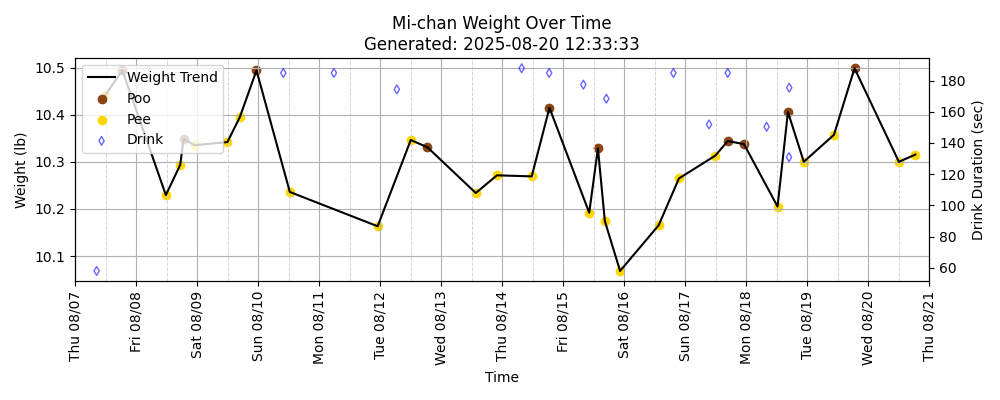 Mi-chan Weight Over Time
Generated: 2025-08-20 12:33:33
Weight (lb)
10.5
10.4
10.3
10.2
10.1
Weight Trend
Poo
Pee
Drink
180
160
140
120
100
80
60
Drink Duration (sec)
Thu 08/07
Fri 08/08
Sat 08/09
Sun 08/10
Mon 08/11
Tue 08/12
Wed 08/13
Thu 08/14
Fri 08/15
Sat 08/16
Sun 08/17
Mon 08/18
Tue 08/19
Wed 08/20
Thu 08/21
Time